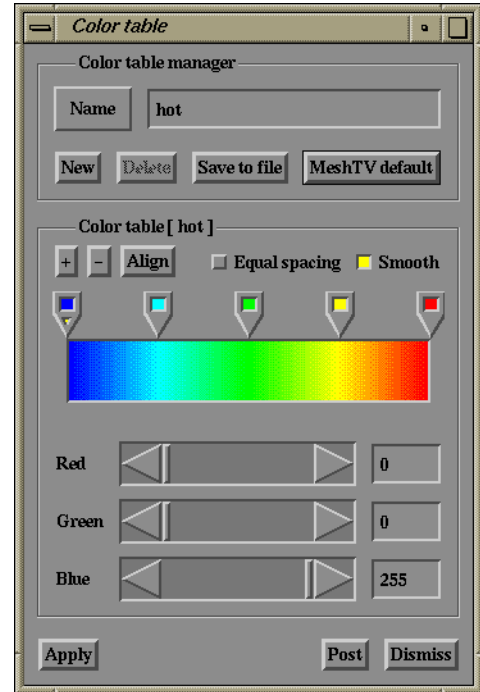 Color table
Color table manager
Name hot
New Delete Save to file MeshTV default
Color table [ hot ]
+ - Align Equal spacing Smooth
Red 0
Green 0
Blue 255
Apply Post Dismiss